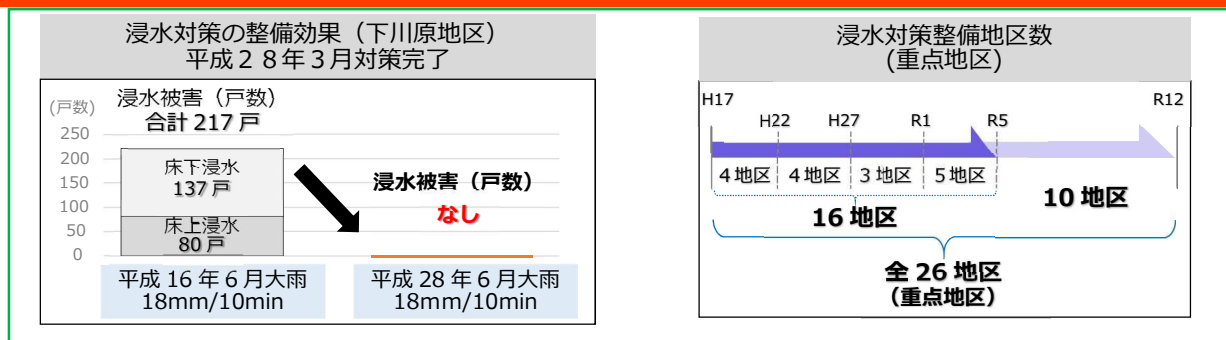 浸水対策の整備効果（下川原地区）
平成２８年３月対策完了
(戸数)
浸水被害（戸数）
合計 217 戸
250
200
150
100
50
0
床下浸水
137 戸
床上浸水
80 戸
浸水被害（戸数）
なし
平成 16 年 6 月大雨
18mm/10min
平成 28 年 6 月大雨
18mm/10min
浸水対策整備地区数
(重点地区)
H17
H22
H27
R1
R5
R12
4 地区
4 地区
3 地区
5 地区
16 地区
10 地区
全 26 地区
（重点地区）